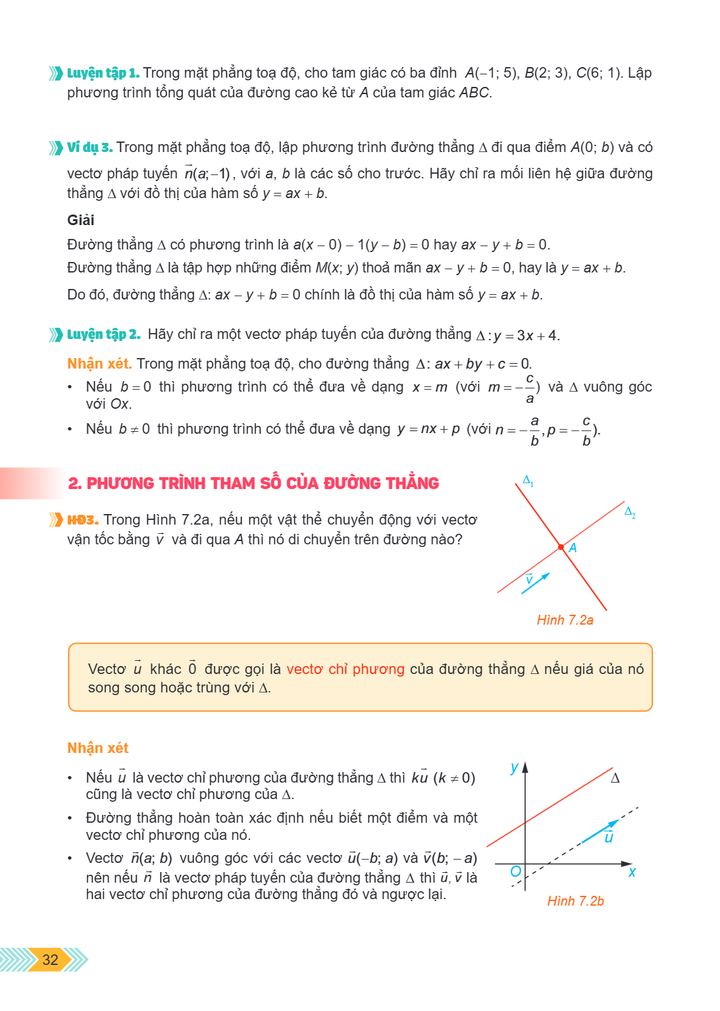 Luyện tập 1. Trong mặt phẳng toạ độ, cho tam giác có ba đỉnh A(−1; 5), B(2; 3), C(6; 1). Lập
phương trình tổng quát của đường cao kẻ từ A của tam giác ABC.
Ví dụ 3. Trong mặt phẳng toạ độ, lập phương trình đường thẳng Δ đi qua điểm A(0; b) và có
vectơ pháp tuyến n⃗(a;−1), với a, b là các số cho trước. Hãy chỉ ra mối liên hệ giữa đường
thẳng Δ với đồ thị của hàm số y = ax + b.
Giải
Đường thẳng Δ có phương trình là a(x − 0) − 1(y − b) = 0 hay ax − y + b = 0.
Đường thẳng Δ là tập hợp những điểm M(x; y) thoả mãn ax − y + b = 0, hay là y = ax + b.
Do đó, đường thẳng Δ: ax − y + b = 0 chính là đồ thị của hàm số y = ax + b.
Luyện tập 2. Hãy chỉ ra một vectơ pháp tuyến của đường thẳng Δ : y = 3x + 4.
Nhận xét. Trong mặt phẳng toạ độ, cho đường thẳng Δ: ax + by + c = 0.
• Nếu b = 0 thì phương trình có thể đưa về dạng x = m (với m = −c/a) và Δ vuông góc
với Ox.
• Nếu b ≠ 0 thì phương trình có thể đưa về dạng y = nx + p (với n = −a/b, p = −c/b).
2. PHƯƠNG TRÌNH THAM SỐ CỦA ĐƯỜNG THẲNG
HĐ3. Trong Hình 7.2a, nếu một vật thể chuyển động với vectơ
vận tốc bằng v⃗ và đi qua A thì nó di chuyển trên đường nào?
Δ₁
Δ₂
A
v⃗
Hình 7.2a
Vectơ u⃗ khác 0⃗ được gọi là vectơ chỉ phương của đường thẳng Δ nếu giá của nó
song song hoặc trùng với Δ.
Nhận xét
• Nếu u⃗ là vectơ chỉ phương của đường thẳng Δ thì ku⃗ (k ≠ 0)
cũng là vectơ chỉ phương của Δ.
• Đường thẳng hoàn toàn xác định nếu biết một điểm và một
vectơ chỉ phương của nó.
• Vectơ n⃗(a; b) vuông góc với các vectơ u⃗(−b; a) và v⃗(b; − a)
nên nếu n⃗ là vectơ pháp tuyến của đường thẳng Δ thì u⃗, v⃗ là
hai vectơ chỉ phương của đường thẳng đó và ngược lại.
y
Δ
u⃗
O
x
Hình 7.2b
32